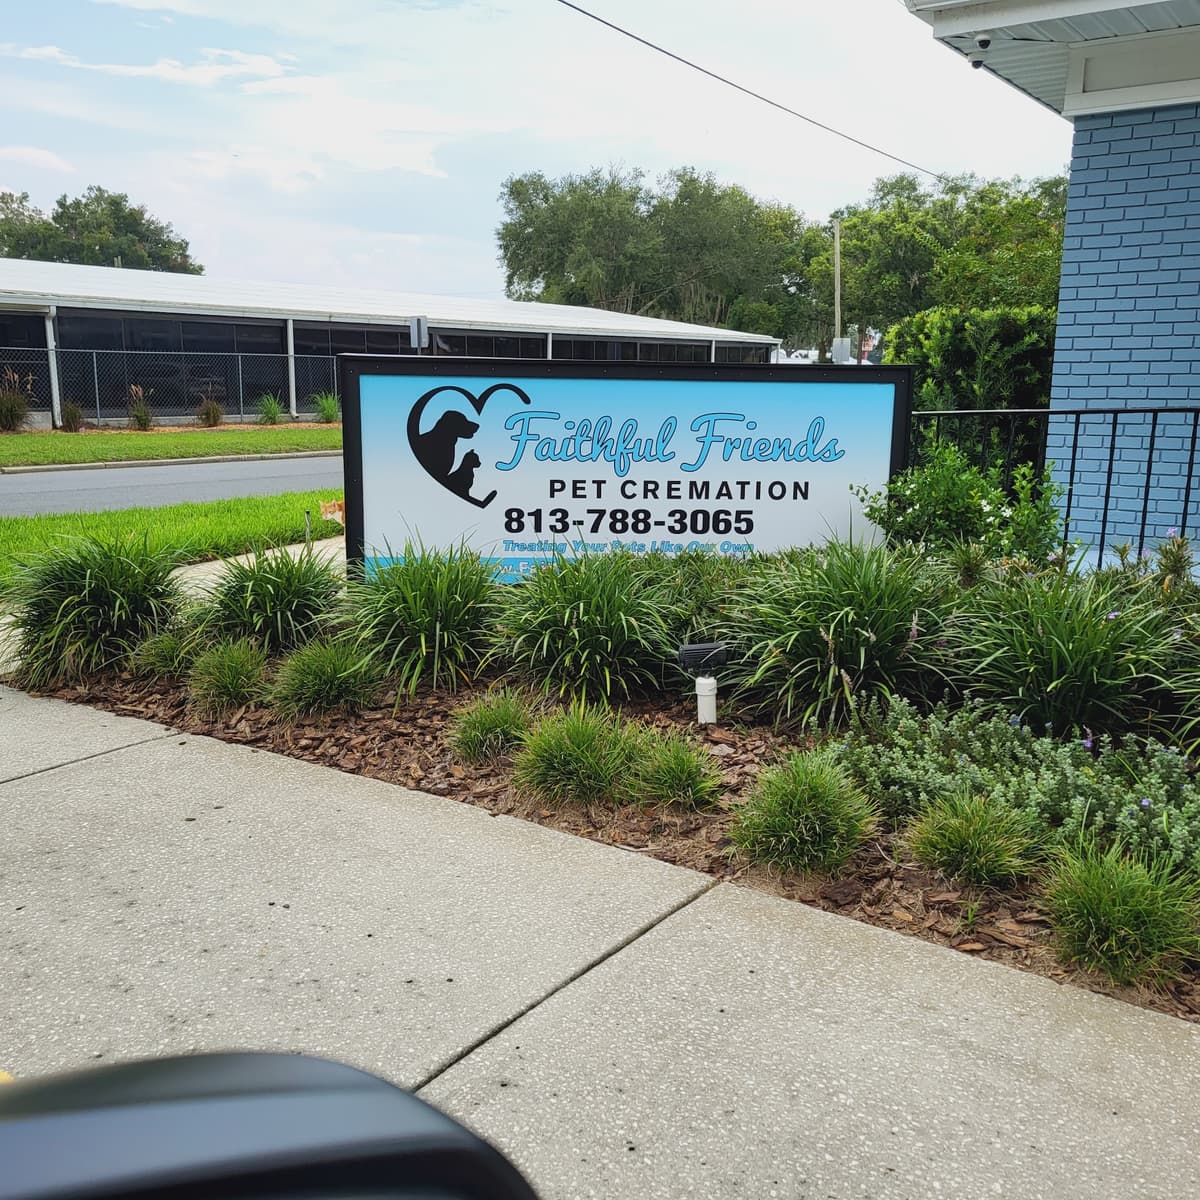 Faithful Friends
PET CREMATION
813-788-3065
Treating Your Pets Like Our Own